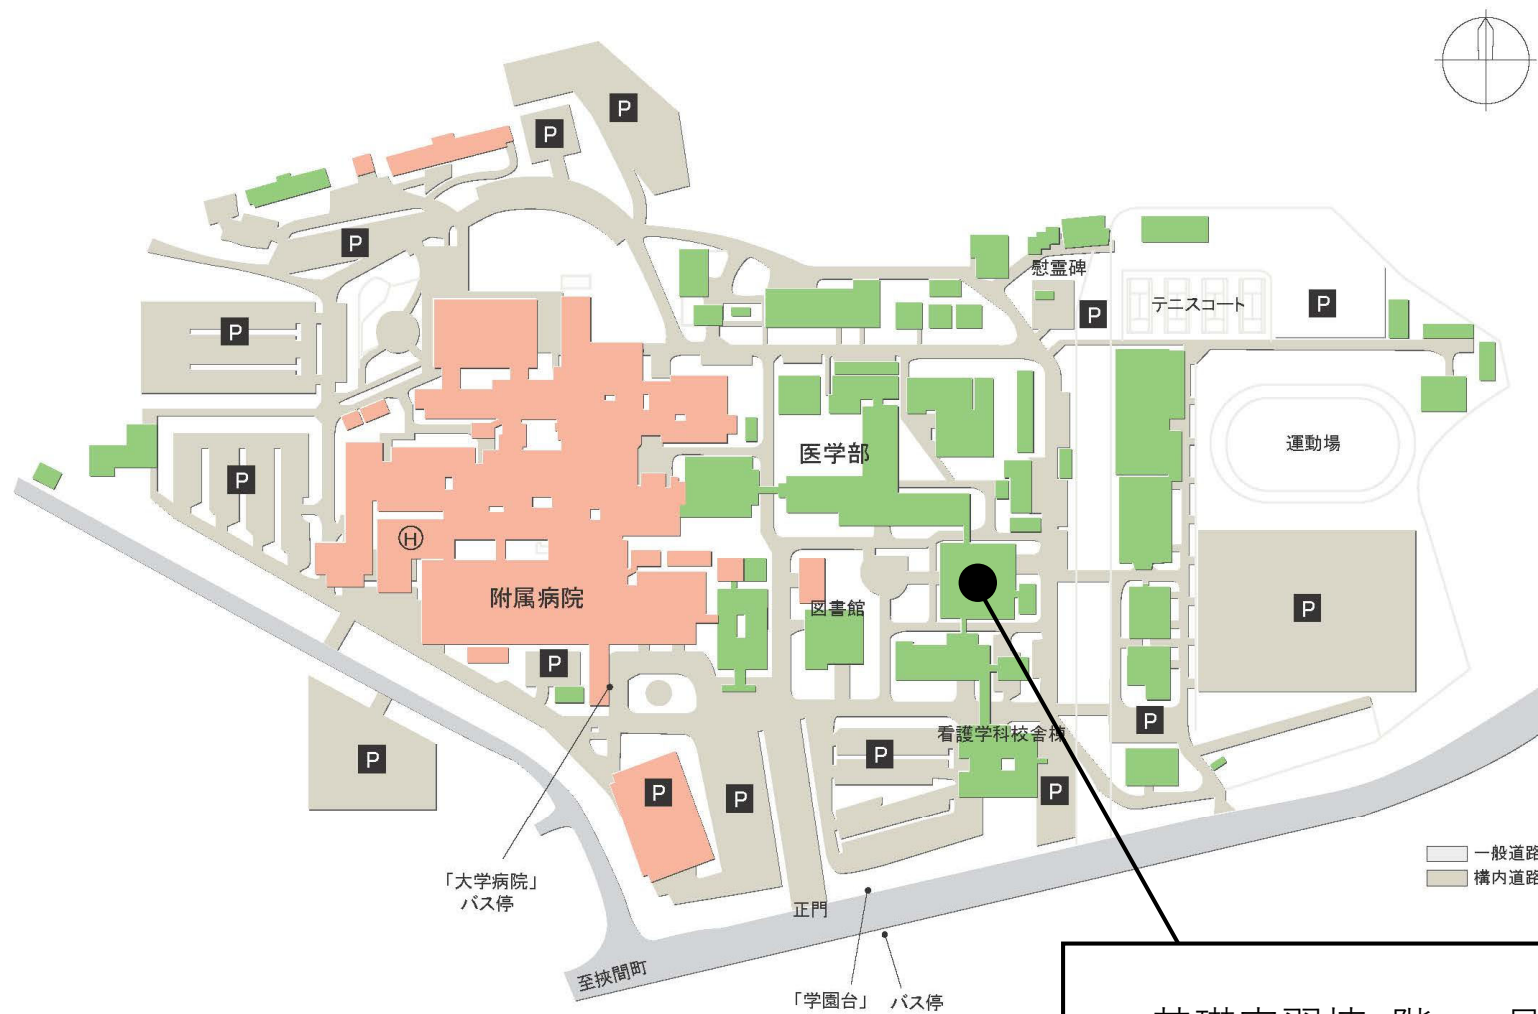 P
P
P
P
慰霊碑
P
テニスコート
P
P
医学部
運動場
P
H
附属病院
図書館
P
P
P
看護学科校舎棟
P
P
P
P
P
「大学病院」
バス停
一般道路
構内道路
正門
至挾間町
「学園台」 バス停